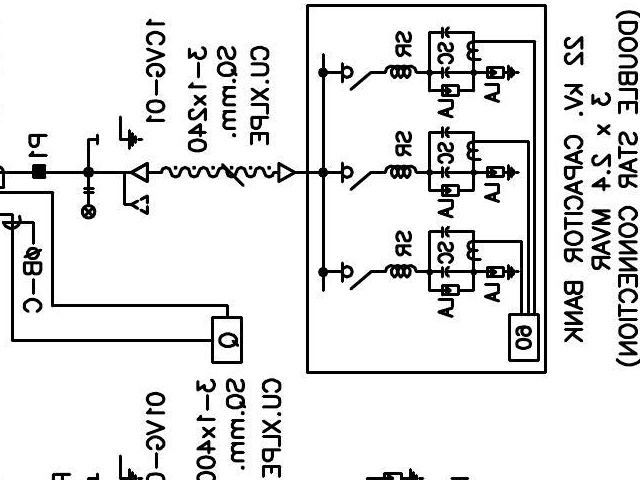 P1
øB-C
1CVG-01
3-1x240
SQ.mm.
CU.XLPE
Q
3-1x400
SQ.mm.
CU.XLPE
SR
SR
SR
SC
LA
SC
LA
SC
LA
LA
LA
LA
60
22 kV. CAPACITOR BANK
3 x 2.4 MVAR
(DOUBLE STAR CONNECTION)